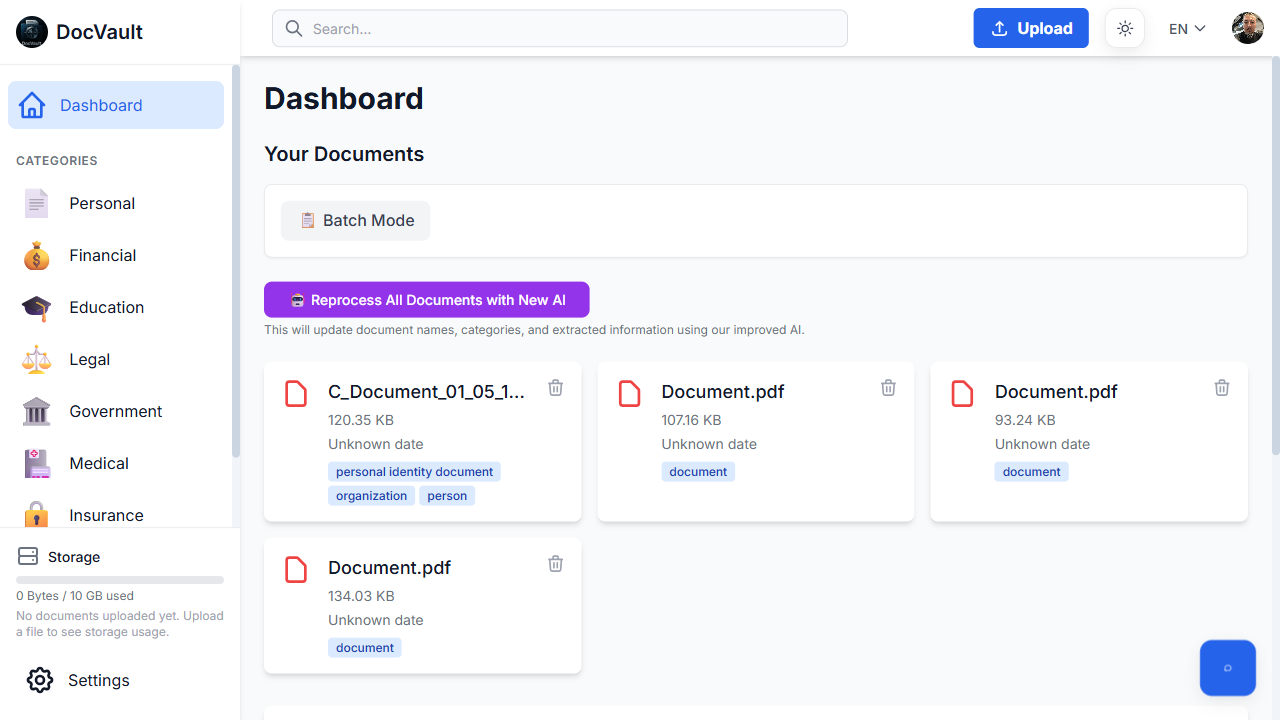 DocVault
Search...
Upload
EN
Dashboard
CATEGORIES
Personal
Financial
Education
Legal
Government
Medical
Insurance
Storage
0 Bytes / 10 GB used
No documents uploaded yet. Upload
a file to see storage usage.
Settings
Dashboard
Your Documents
Batch Mode
Reprocess All Documents with New AI
This will update document names, categories, and extracted information using our improved AI.
C_Document_01_05_1...
120.35 KB
Unknown date
personal identity document
organization person
Document.pdf
107.16 KB
Unknown date
document
Document.pdf
93.24 KB
Unknown date
document
Document.pdf
134.03 KB
Unknown date
document